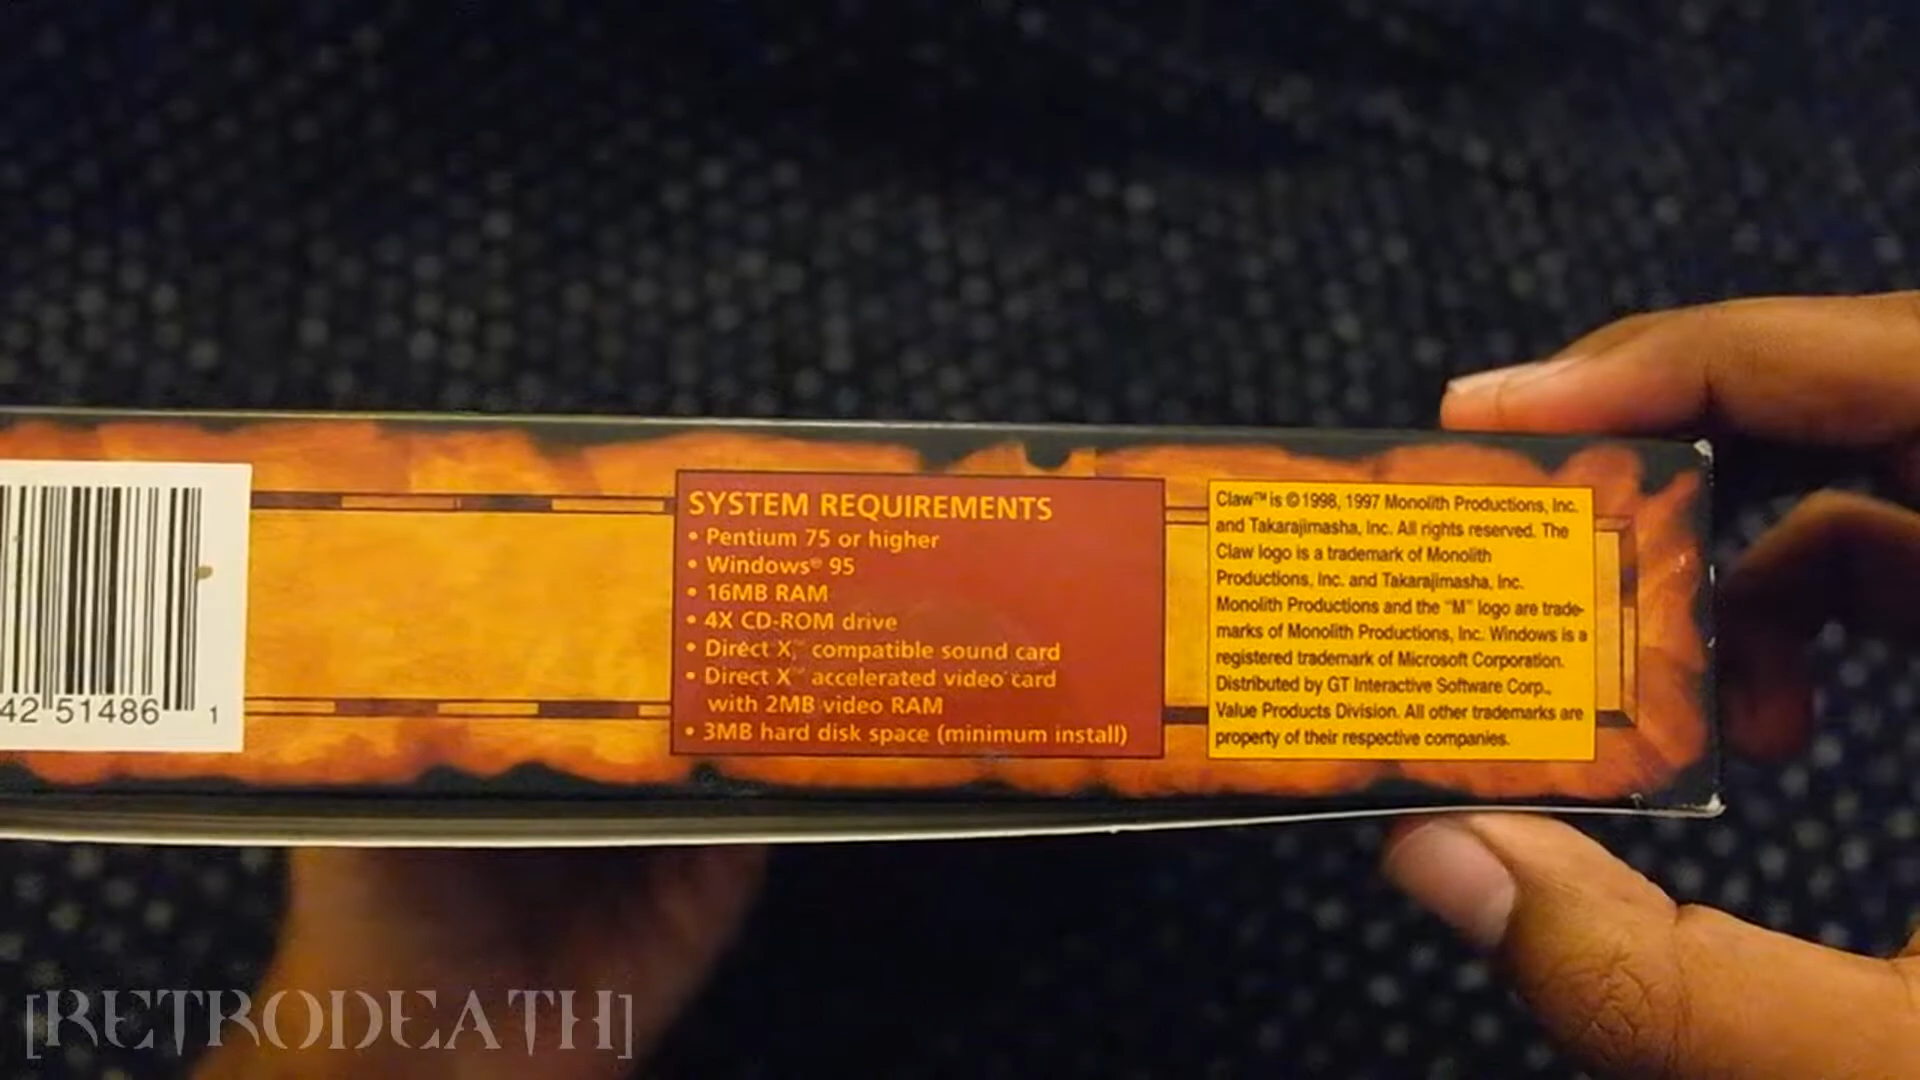 42 51486 1
SYSTEM REQUIREMENTS
• Pentium 75 or higher
• Windows® 95
• 16MB RAM
• 4X CD-ROM drive
• Direct X™ compatible sound card
• Direct X™ accelerated video card
with 2MB video RAM
• 3MB hard disk space (minimum install)
Claw™ is ©1998, 1997 Monolith Productions, Inc.
and Takarajimasha, Inc. All rights reserved. The
Claw logo is a trademark of Monolith
Productions, Inc. and Takarajimasha, Inc.
Monolith Productions and the "M" logo are trade-
marks of Monolith Productions, Inc. Windows is a
registered trademark of Microsoft Corporation.
Distributed by GT Interactive Software Corp.,
Value Products Division. All other trademarks are
property of their respective companies.
[RETRODEATH]